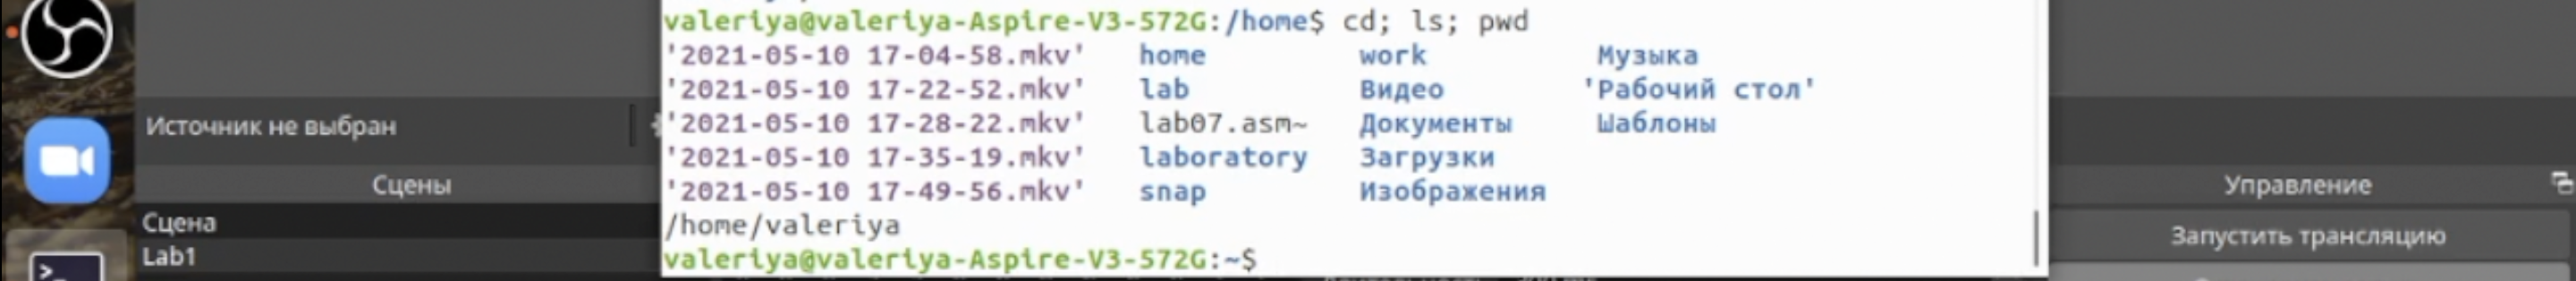 valeriya@valeriya-Aspire-V3-572G:/home$ cd; ls; pwd
'2021-05-10 17-04-58.mkv' home work Музыка
'2021-05-10 17-22-52.mkv' lab Видео 'Рабочий стол'
'2021-05-10 17-28-22.mkv' lab07.asm~ Документы Шаблоны
'2021-05-10 17-35-19.mkv' laboratory Загрузки
'2021-05-10 17-49-56.mkv' snap Изображения
/home/valeriya
valeriya@valeriya-Aspire-V3-572G:~$
Источник не выбран
Сцены
Сцена
Lab1
Управление
Запустить трансляцию